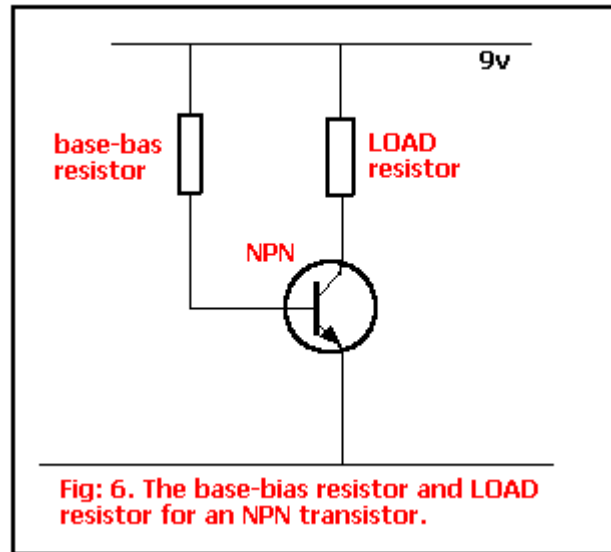 9v
base-bas
resistor
LOAD
resistor
NPN
Fig: 6. The base-bias resistor and LOAD
resistor for an NPN transistor.